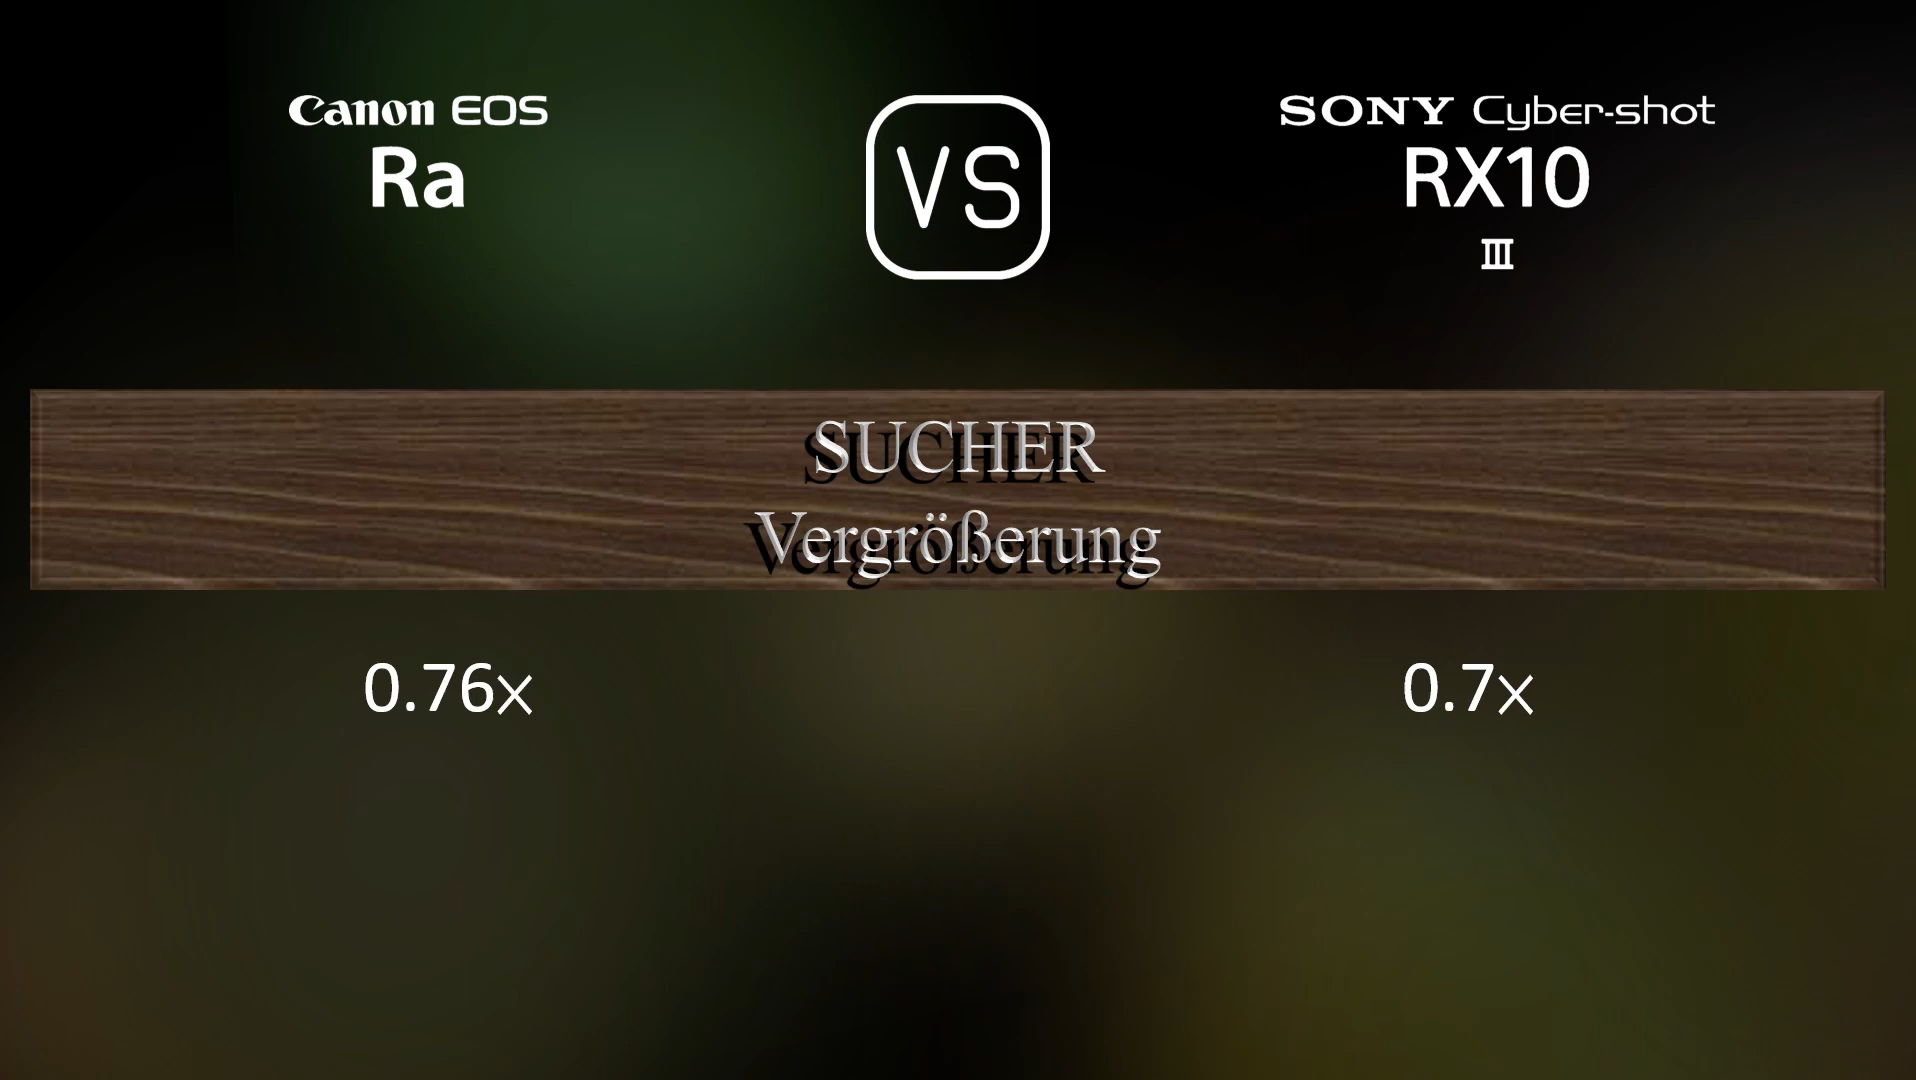 Canon EOS
Ra
VS
SONY Cyber-shot
RX10
III
SUCHER
Vergrößerung
0.76x
0.7x